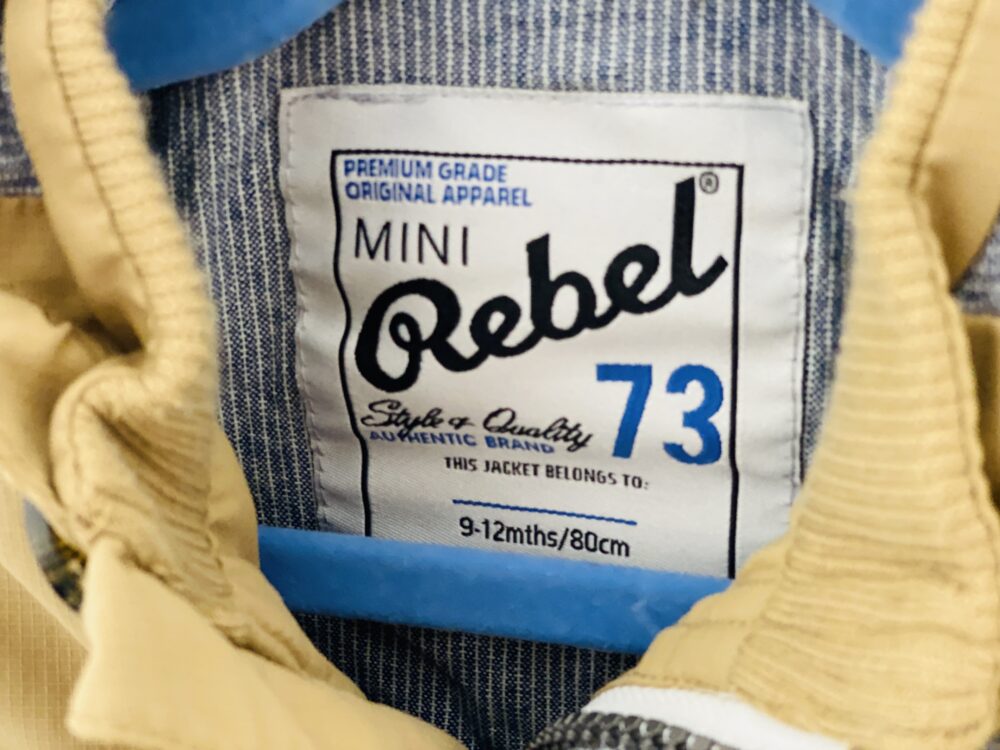 PREMIUM GRADE
ORIGINAL APPAREL
MINI
Rebel®
73
Style & Quality
AUTHENTIC BRAND
THIS JACKET BELONGS TO:
9-12mths/80cm